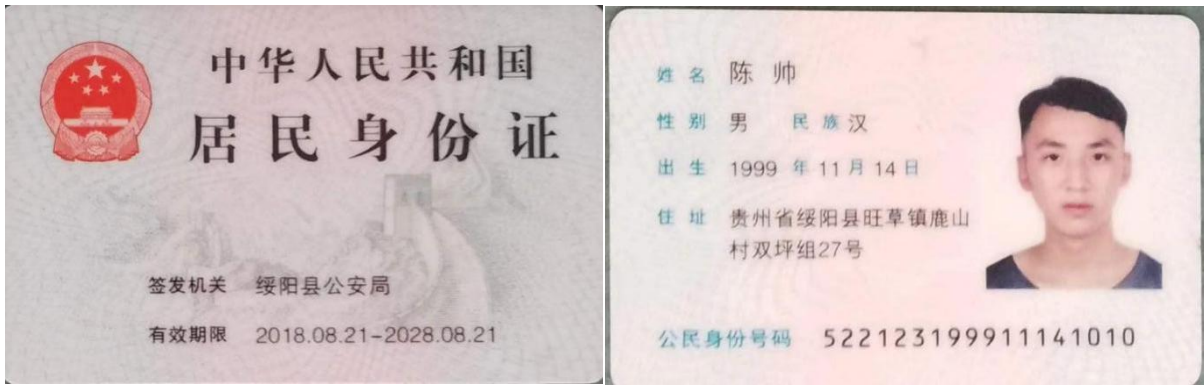 中华人民共和国
居民身份证
签发机关 绥阳县公安局
有效期限 2018.08.21-2028.08.21
姓名 陈帅
性别 男 民族 汉
出生 1999 年 11 月 14 日
住址 贵州省绥阳县旺草镇鹿山
村双坪组27号
公民身份号码 522123199911141010